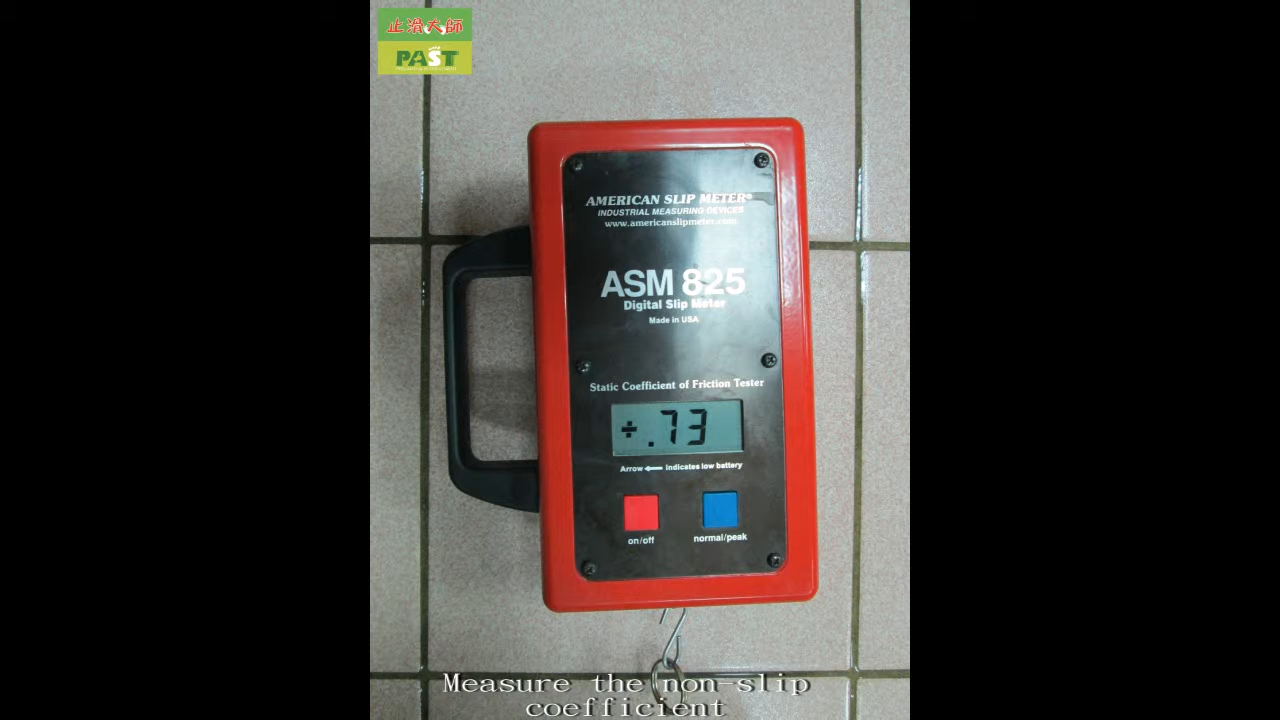 止滑大師
PAST
AMERICAN SLIP METER®
INDUSTRIAL MEASURING DEVICES
www.americanslipmeter.com
ASM 825
Digital Slip Meter
Made in USA
Static Coefficient of Friction Tester
÷.73
Arrow ← indicates low battery
on/off
normal/peak
Measure the non-slip
coefficient